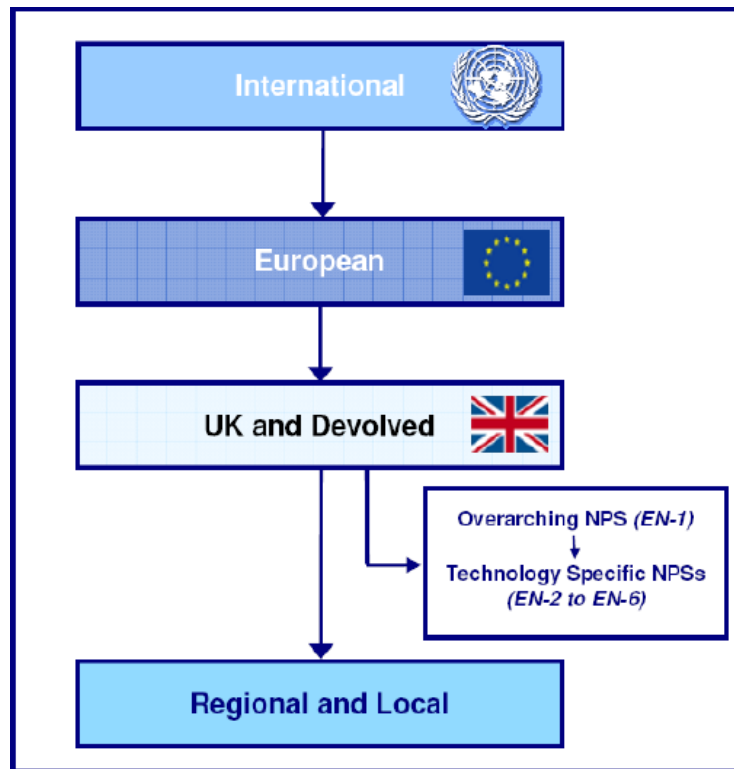 International
European
UK and Devolved
Overarching NPS (EN-1)
Technology Specific NPSs
(EN-2 to EN-6)
Regional and Local